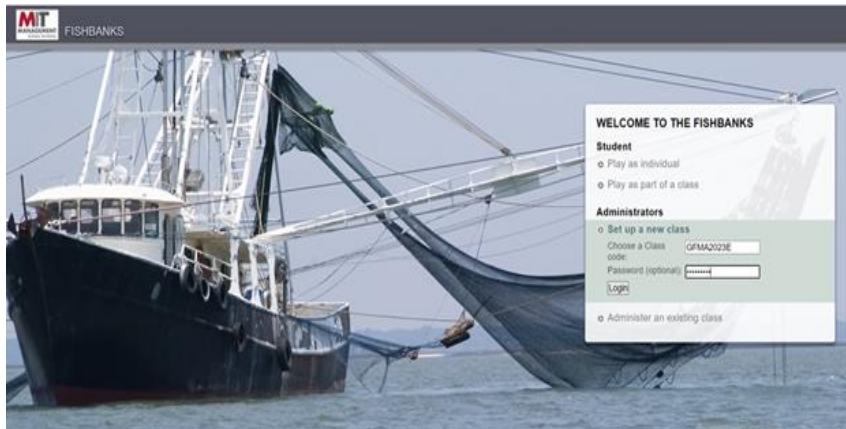 MIT
MANAGEMENT
FISHBANKS
WELCOME TO THE FISHBANKS
Student
Play as individual
Play as part of a class
Administrators
Set up a new class
Choose a Class
code:
GFMA2023E
Password (optional):
Login
Administer an existing class